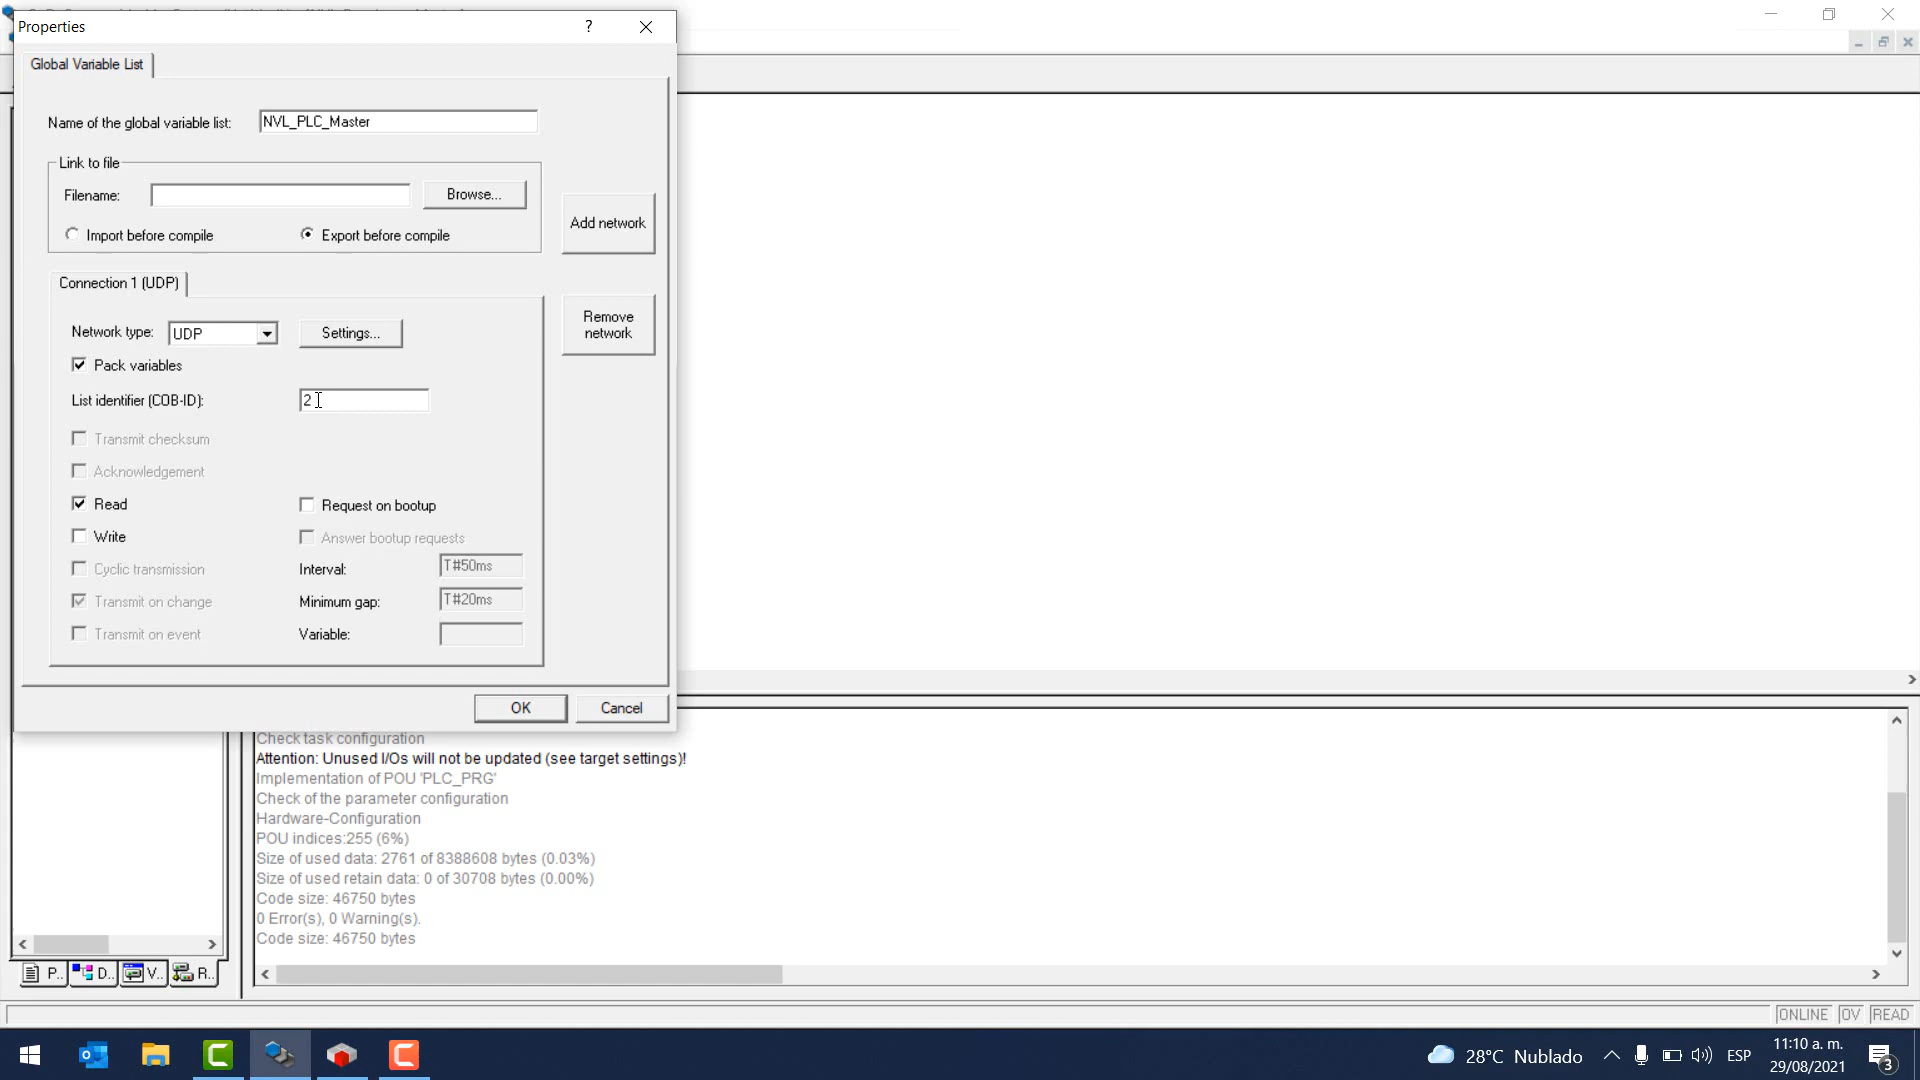 Properties
?
Global Variable List
Name of the global variable list: NVL_PLC_Master
Link to file
Filename:
Browse...
Import before compile
Export before compile
Add network
Connection 1 (UDP)
Remove network
Network type: UDP
Settings...
Pack variables
List identifier (COB-ID): 2
Transmit checksum
Acknowledgement
Read
Request on bootup
Write
Answer bootup requests
Cyclic transmission
Interval: T#50ms
Transmit on change
Minimum gap: T#20ms
Transmit on event
Variable:
OK
Cancel
Check task configuration
Attention: Unused I/Os will not be updated (see target settings)!
Implementation of POU 'PLC_PRG'
Check of the parameter configuration
Hardware-Configuration
POU indices:255 (6%)
Size of used data: 2761 of 8388608 bytes (0.03%)
Size of used retain data: 0 of 30708 bytes (0.00%)
Code size: 46750 bytes
0 Error(s), 0 Warning(s).
Code size: 46750 bytes
P..
D..
V..
R..
ONLINE OV READ
28°C Nublado
ESP
11:10 a. m.
29/08/2021
3